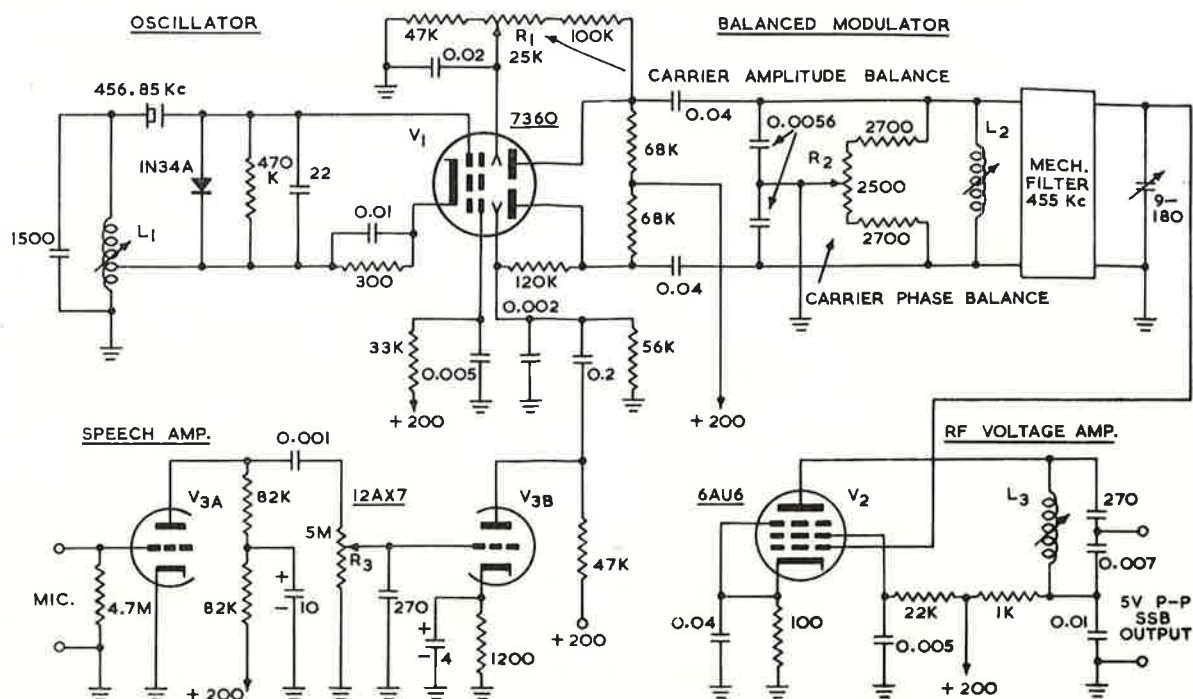 OSCILLATOR
BALANCED MODULATOR
47K
R1
25K
100K
0.02
CARRIER AMPLITUDE BALANCE
456.85 Kc
V1
7360
0.04
0.0056
2700
L2
MECH.
FILTER
455 Kc
IN34A
470
K
22
68K
R2
2500
9-
180
1500
L1
0.01
300
68K
2700
120K
0.04
CARRIER PHASE BALANCE
0.002
33K
0.005
0.2
56K
+200
+200
SPEECH AMP.
0.001
RF VOLTAGE AMP.
V3A
82K
12AX7
V3B
6AU6
V2
L3
270
5M
R3
47K
0.007
MIC.
4.7M
82K
+
-
10
270
+
-
4
1200
+200
0.04
100
22K
1K
0.005
0.01
5V P-P
SSB
OUTPUT
+200
+200